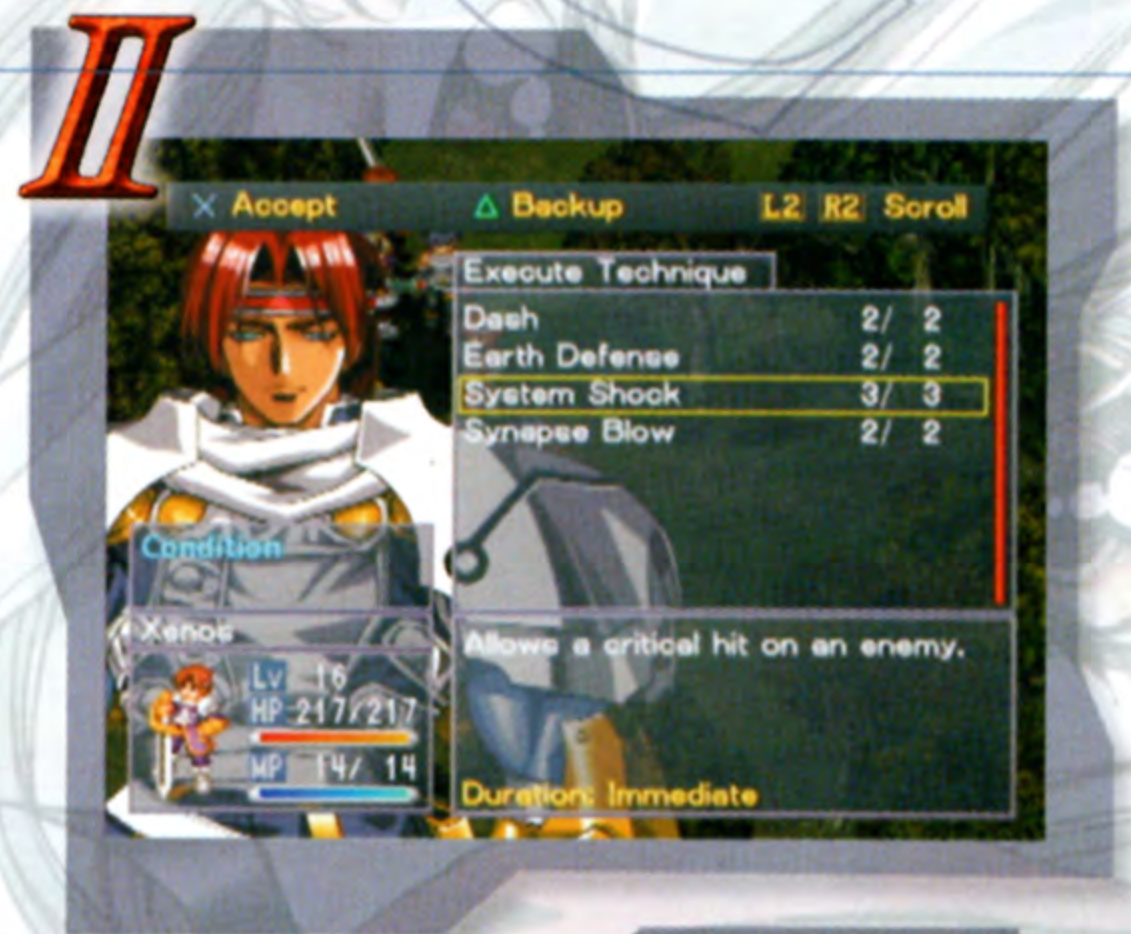 II
Accept Backup L2 R2 Scroll
Execute Technique
Dash 2/ 2
Earth Defense 2/ 2
System Shock 3/ 3
Synapse Blow 2/ 2
Condition
Xenos
Lv 16
HP 217/217
MP 14/ 14
Allows a critical hit on an enemy.
Duration: Immediate